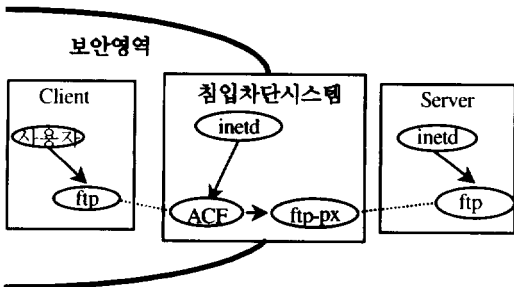 보안영역
Client
사용자
ftp
침입차단시스템
inetd
ACF
ftp-px
Server
inetd
ftp